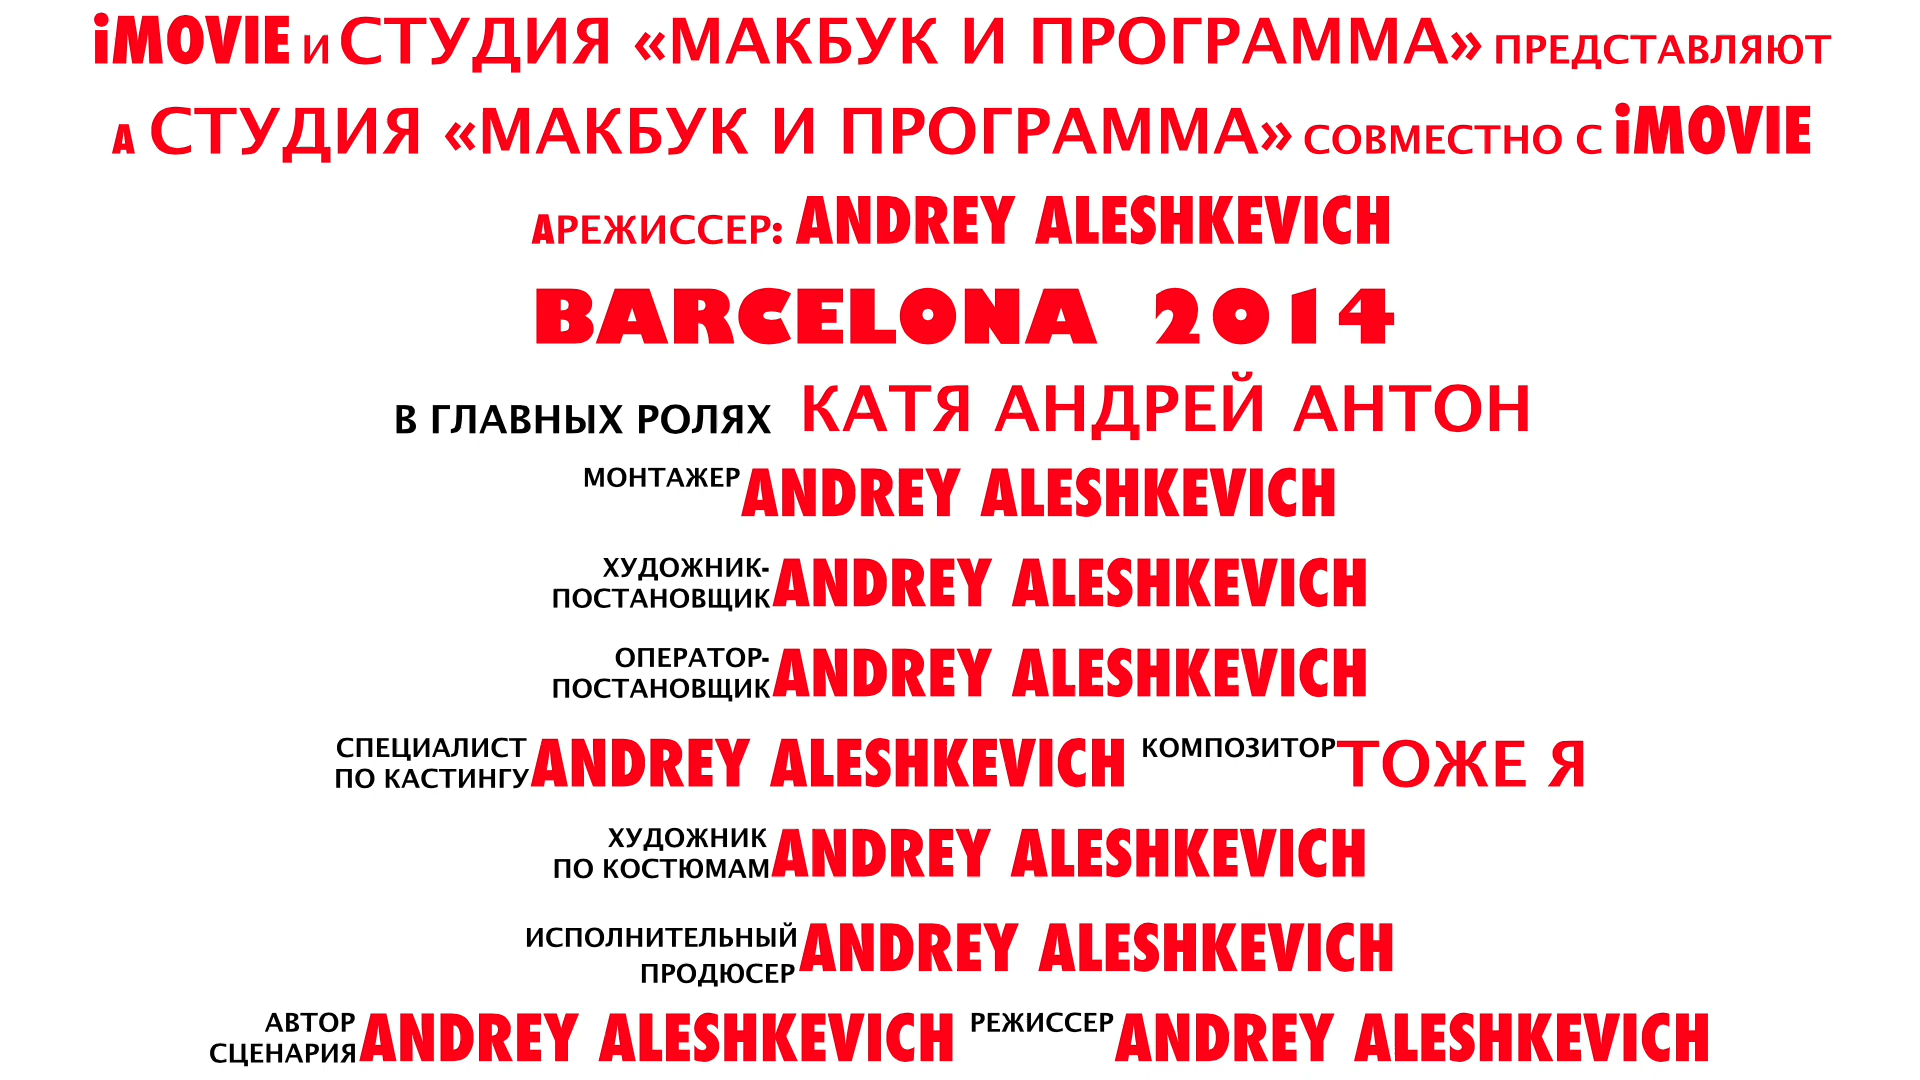 iMOVIE И СТУДИЯ «МАКБУК И ПРОГРАММА» ПРЕДСТАВЛЯЮТ
A СТУДИЯ «МАКБУК И ПРОГРАММА» СОВМЕСТНО С iMOVIE
AРЕЖИССЕР: ANDREY ALESHKEVICH
BARCELONA 2014
В ГЛАВНЫХ РОЛЯХ КАТЯ АНДРЕЙ АНТОН
МОНТАЖЕР ANDREY ALESHKEVICH
ХУДОЖНИК-
ПОСТАНОВЩИК ANDREY ALESHKEVICH
ОПЕРАТОР-
ПОСТАНОВЩИК ANDREY ALESHKEVICH
СПЕЦИАЛИСТ
ПО КАСТИНГУ ANDREY ALESHKEVICH КОМПОЗИТОР ТОЖЕ Я
ХУДОЖНИК
ПО КОСТЮМАМ ANDREY ALESHKEVICH
ИСПОЛНИТЕЛЬНЫЙ
ПРОДЮСЕР ANDREY ALESHKEVICH
АВТОР
СЦЕНАРИЯ ANDREY ALESHKEVICH РЕЖИССЕР ANDREY ALESHKEVICH